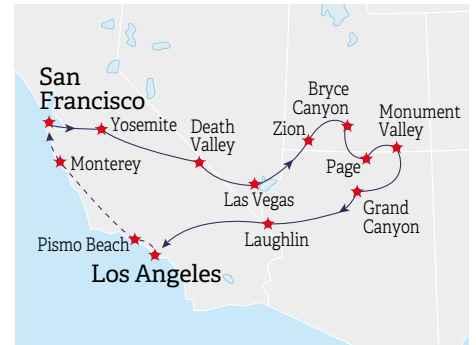 San
Francisco
Yosemite
Monterey
Death
Valley
Las Vegas
Zion
Bryce
Canyon
Page
Monument
Valley
Grand
Canyon
Laughlin
Pismo Beach
Los Angeles